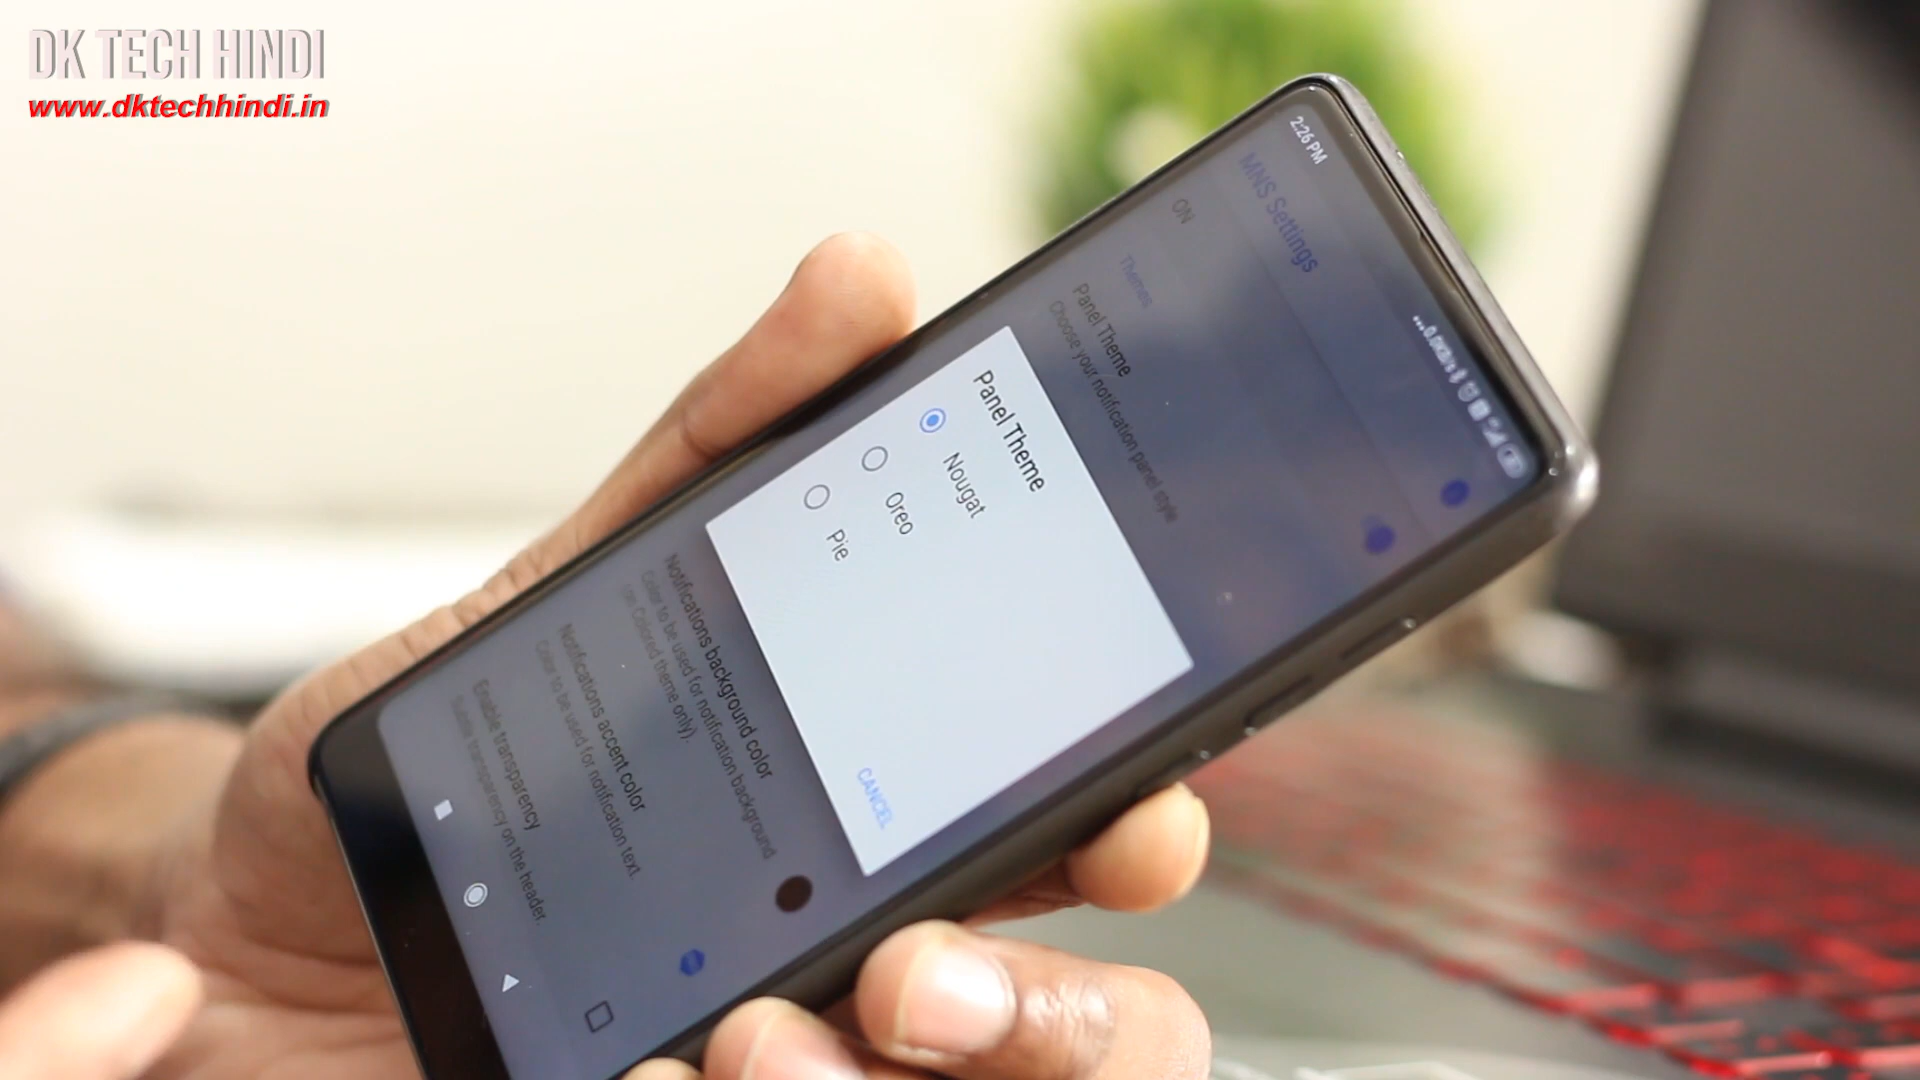 DK TECH HINDI
www.dktechhindi.in
2:26 PM
MNS Settings
ON
Themes
Panel Theme
Choose your notification panel style
Panel Theme
Nougat
Oreo
Pie
CANCEL
Notifications background color
Color to be used for notification background
(on Colored theme only).
Notifications accent color
Color to be used for notification text.
Enable transparency
Subtle transparency on the header.